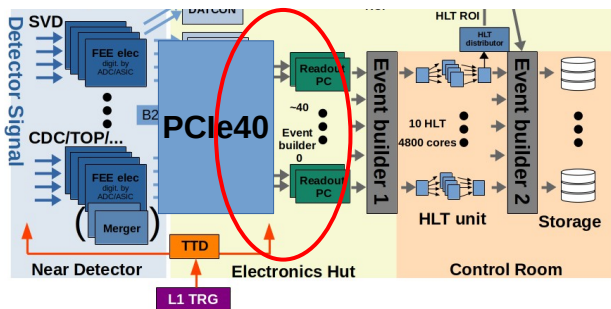 DATCON
HLT ROI
SVD
HLT
distributor
FEE elec
digit. by
ADC/ASIC
Readout
PC
Detector Signal
B2
PCIe40
~40
Event
builder
0
Event builder 1
10 HLT
4800 cores
Event builder 2
CDC/TOP/...
FEE elec
digit. by
ADC/ASIC
Readout
PC
( Merger )
HLT unit
Storage
TTD
Near Detector
Electronics Hut
Control Room
L1 TRG